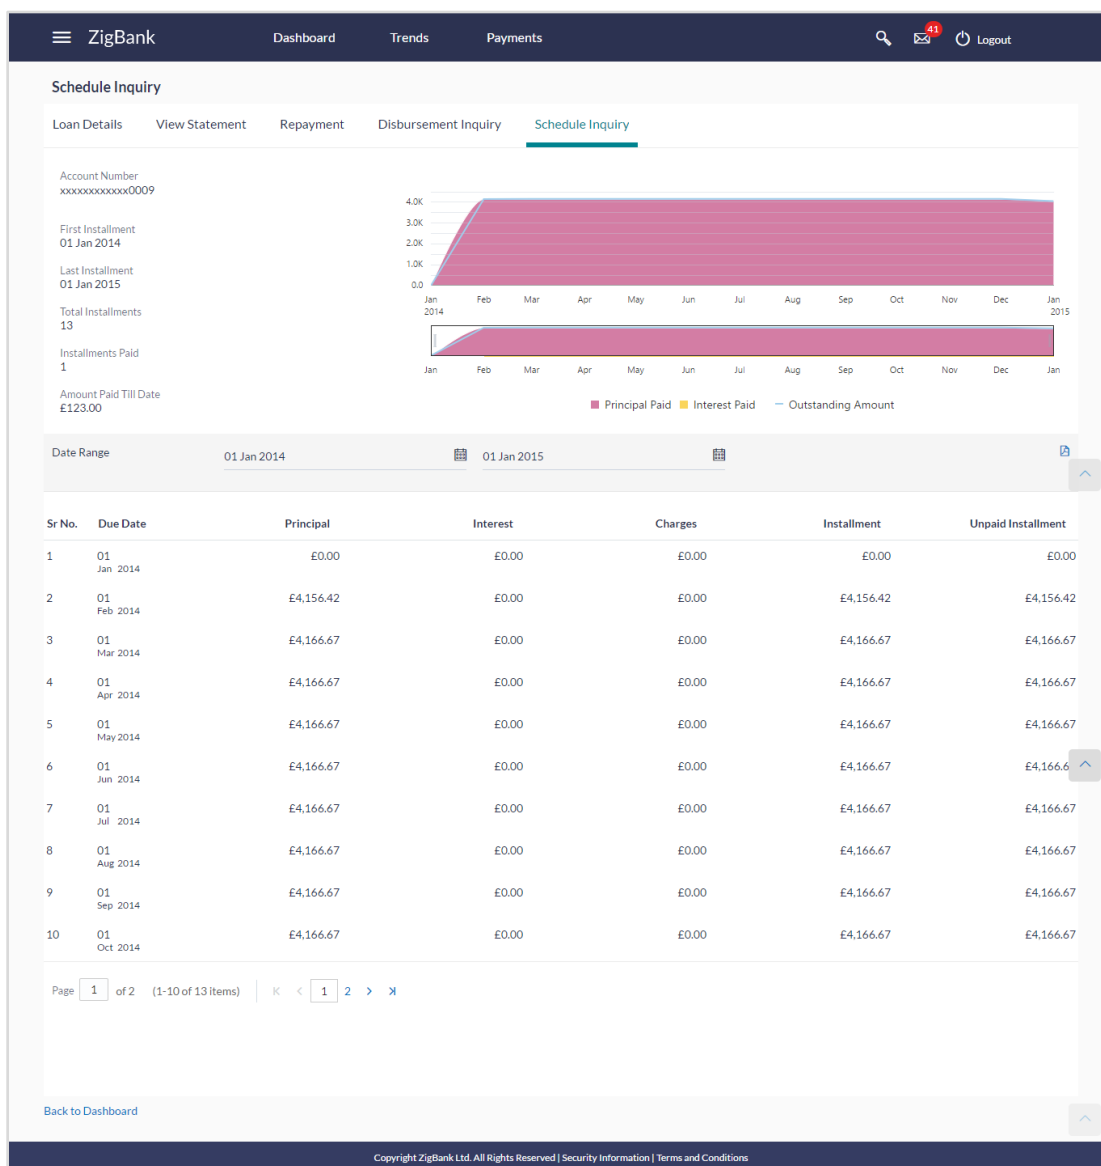 ZigBank Dashboard Trends Payments 41 Logout
Schedule Inquiry
Loan Details View Statement Repayment Disbursement Inquiry Schedule Inquiry
Account Number
xxxxxxxxxxxx0009
First Installment
01 Jan 2014
Last Installment
01 Jan 2015
Total Installments
13
Installments Paid
1
Amount Paid Till Date
£123.00
4.0K
3.0K
2.0K
1.0K
0.0
Jan Feb Mar Apr May Jun Jul Aug Sep Oct Nov Dec Jan
2014 2015
Jan Feb Mar Apr May Jun Jul Aug Sep Oct Nov Dec Jan
Principal Paid Interest Paid Outstanding Amount
Date Range 01 Jan 2014 01 Jan 2015
Sr No. Due Date Principal Interest Charges Installment Unpaid Installment
1 01 £0.00 £0.00 £0.00 £0.00 £0.00
Jan 2014
2 01 £4,156.42 £0.00 £0.00 £4,156.42 £4,156.42
Feb 2014
3 01 £4,166.67 £0.00 £0.00 £4,166.67 £4,166.67
Mar 2014
4 01 £4,166.67 £0.00 £0.00 £4,166.67 £4,166.67
Apr 2014
5 01 £4,166.67 £0.00 £0.00 £4,166.67 £4,166.67
May 2014
6 01 £4,166.67 £0.00 £0.00 £4,166.67 £4,166.6
Jun 2014
7 01 £4,166.67 £0.00 £0.00 £4,166.67 £4,166.67
Jul 2014
8 01 £4,166.67 £0.00 £0.00 £4,166.67 £4,166.67
Aug 2014
9 01 £4,166.67 £0.00 £0.00 £4,166.67 £4,166.67
Sep 2014
10 01 £4,166.67 £0.00 £0.00 £4,166.67 £4,166.67
Oct 2014
Page 1 of 2 (1-10 of 13 items) 1 2
Back to Dashboard
Copyright ZigBank Ltd. All Rights Reserved | Security Information | Terms and Conditions